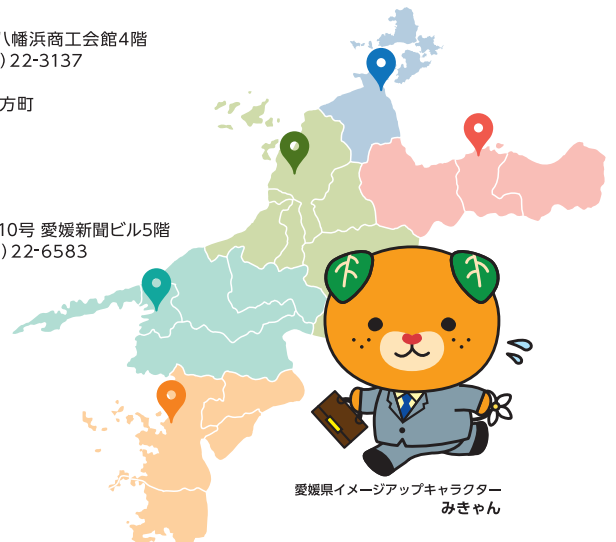 八幡浜商工会館4階
)22-3137
方町
10号 愛媛新聞ビル5階
)22-6583
愛媛県イメージアップキャラクター
みきゃん